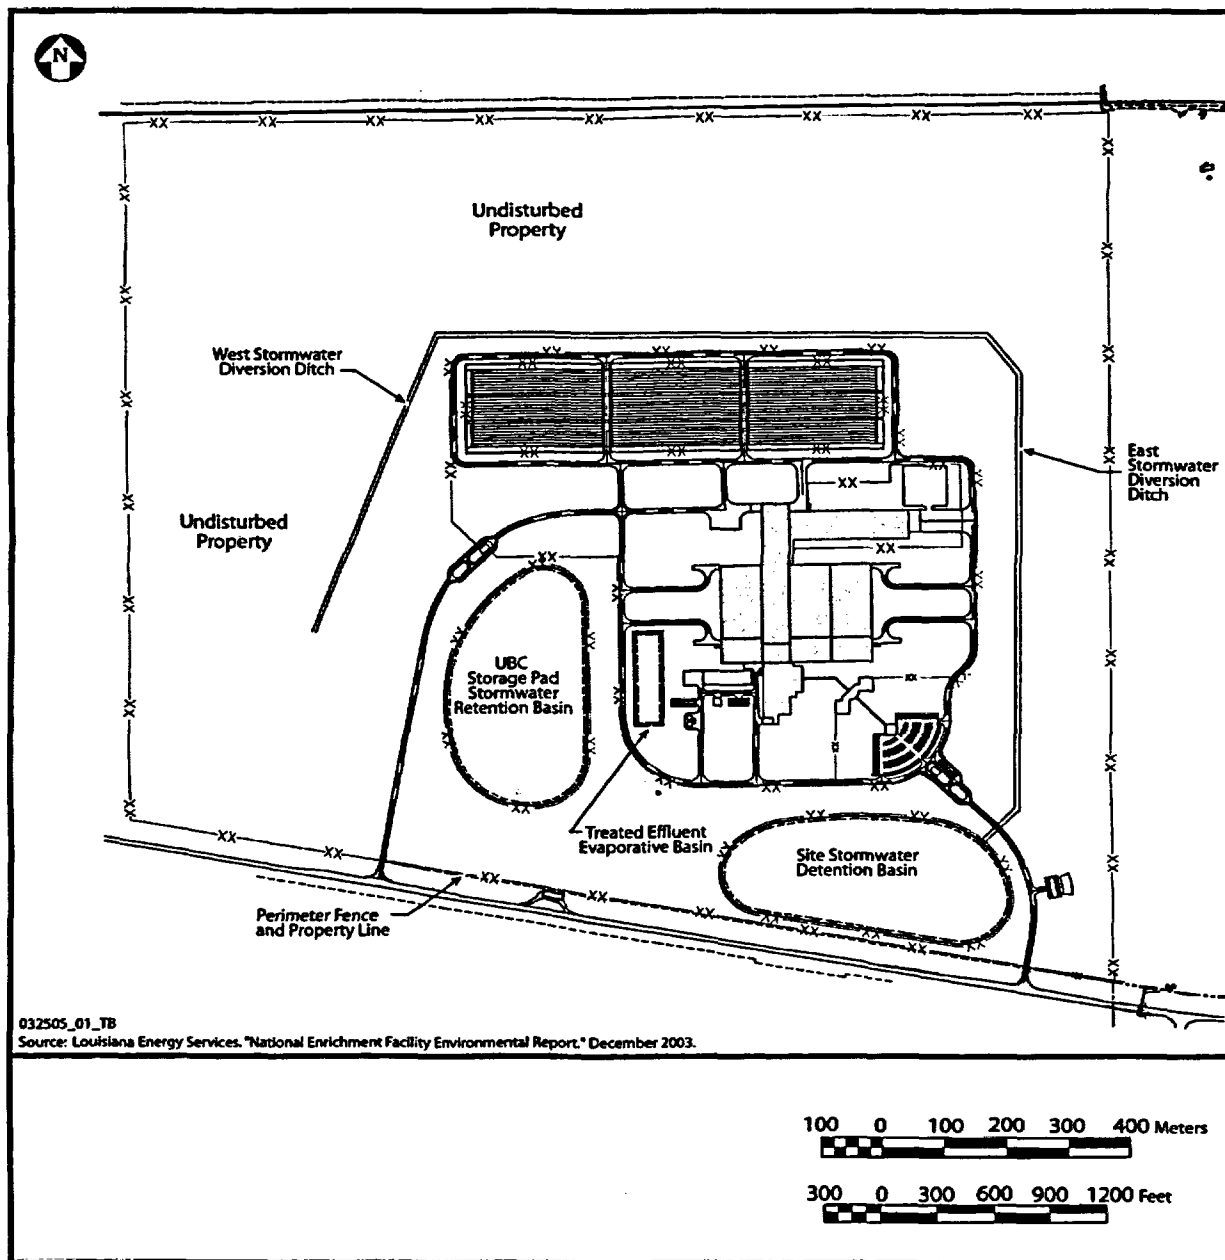 N
Undisturbed
Property
West Stormwater
Diversion Ditch
East
Stormwater
Diversion
Ditch
Undisturbed
Property
UBC
Storage Pad
Stormwater
Retention Basin
Treated Effluent
Evaporative Basin
Site Stormwater
Detention Basin
Perimeter Fence
and Property Line
032505_01_TB
Source: Louisiana Energy Services. "National Enrichment Facility Environmental Report." December 2003.
100 0 100 200 300 400 Meters
300 0 300 600 900 1200 Feet